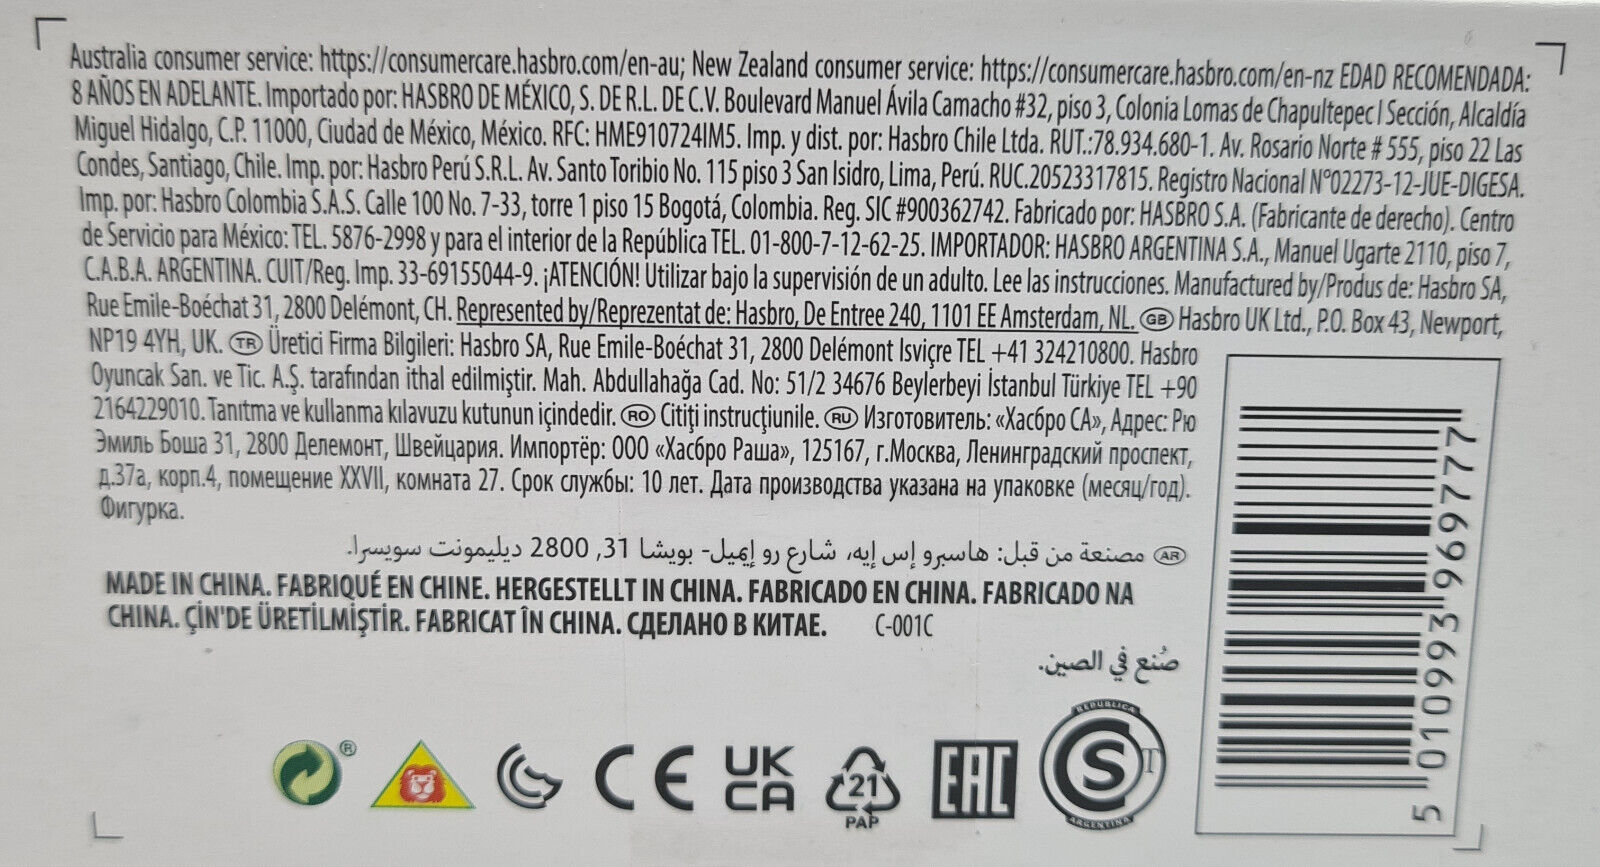 Australia consumer service: https://consumercare.hasbro.com/en-au; New Zealand consumer service: https://consumercare.hasbro.com/en-nz EDAD RECOMENDADA:
8 AÑOS EN ADELANTE. Importado por: HASBRO DE MÉXICO, S. DE R.L. DE C.V. Boulevard Manuel Ávila Camacho #32, piso 3, Colonia Lomas de Chapultepec I Sección, Alcaldía
Miguel Hidalgo, C.P. 11000, Ciudad de México, México. RFC: HME910724IM5. Imp. y dist. por: Hasbro Chile Ltda. RUT.:78.934.680-1. Av. Rosario Norte # 555, piso 22 Las
Condes, Santiago, Chile. Imp. por: Hasbro Perú S.R.L. Av. Santo Toribio No. 115 piso 3 San Isidro, Lima, Perú. RUC.20523317815. Registro Nacional N°02273-12-JUE-DIGESA.
Imp. por: Hasbro Colombia S.A.S. Calle 100 No. 7-33, torre 1 piso 15 Bogotá, Colombia. Reg. SIC #900362742. Fabricado por: HASBRO S.A. (Fabricante de derecho). Centro
de Servicio para México: TEL. 5876-2998 y para el interior de la República TEL. 01-800-7-12-62-25. IMPORTADOR: HASBRO ARGENTINA S.A., Manuel Ugarte 2110, piso 7,
C.A.B.A. ARGENTINA. CUIT/Reg. Imp. 33-69155044-9. ¡ATENCIÓN! Utilizar bajo la supervisión de un adulto. Lee las instrucciones. Manufactured by/Produs de: Hasbro SA,
Rue Emile-Boéchat 31, 2800 Delémont, CH. Represented by/Reprezentat de: Hasbro, De Entree 240, 1101 EE Amsterdam, NL. GB Hasbro UK Ltd., P.O. Box 43, Newport,
NP19 4YH, UK. TR Üretici Firma Bilgileri: Hasbro SA, Rue Emile-Boéchat 31, 2800 Delémont Isviçre TEL +41 324210800. Hasbro
Oyuncak San. ve Tic. A.Ş. tarafından ithal edilmiştir. Mah. Abdullahağa Cad. No: 51/2 34676 Beylerbeyi İstanbul Türkiye TEL +90
2164229010. Tanıtma ve kullanma kılavuzu kutunun içindedir. RO Citiţi instrucţiunile. RU Изготовитель: «Хасбро СА», Адрес: Рю
Эмиль Боша 31, 2800 Делемонт, Швейцария. Импортёр: ООО «Хасбро Раша», 125167, г.Москва, Ленинградский проспект,
д.37а, корп.4, помещение XXVII, комната 27. Срок службы: 10 лет. Дата производства указана на упаковке (месяц/год).
Фигурка.
AR مصنعة من قبل: هاسبرو إس إيه، شارع رو إيميل- بويشا 31, 2800 ديليمونت سويسرا.
MADE IN CHINA. FABRIQUÉ EN CHINE. HERGESTELLT IN CHINA. FABRICADO EN CHINA. FABRICADO NA
CHINA. ÇİN'DE ÜRETİLMİŞTİR. FABRICAT ÎN CHINA. СДЕЛАНО В КИТАЕ. C-001C
صُنع في الصين.
® CE UK CA 21 PAP EAC REPUBLICA S T ARGENTINA
5 010993 969777